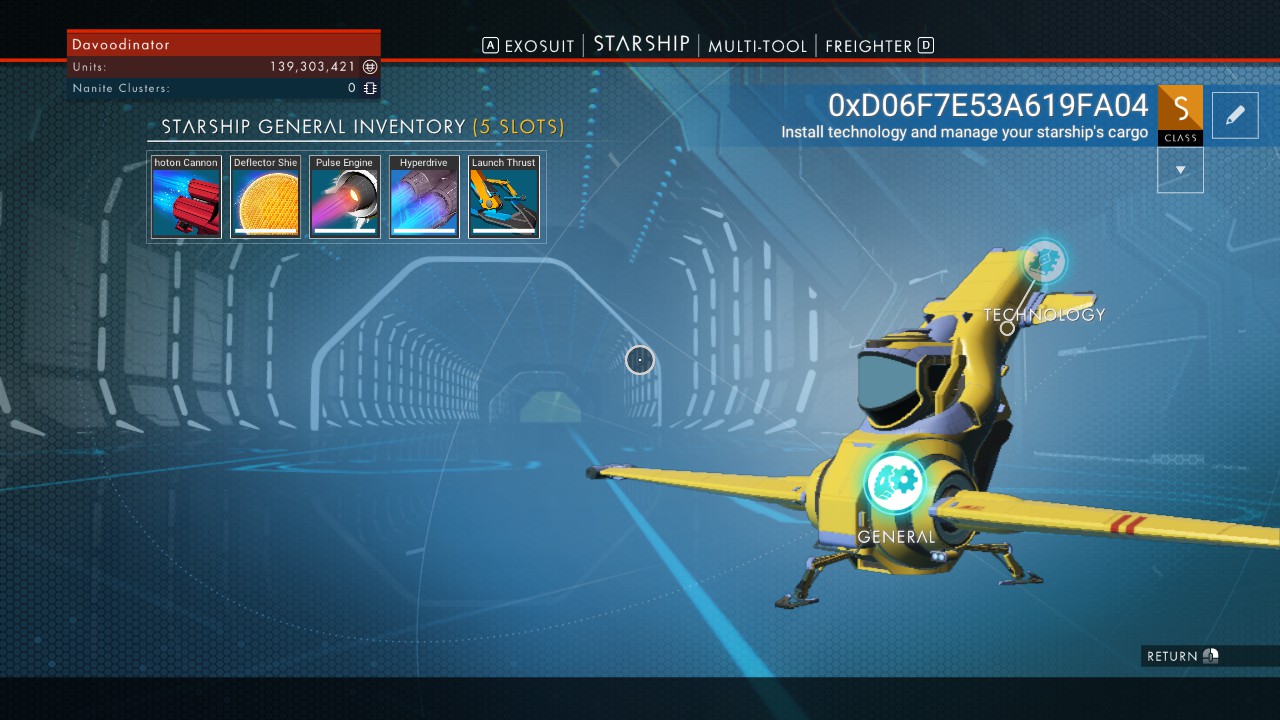 Davoodinator
Units: 139,303,421
Nanite Clusters: 0
A EXOSUIT STARSHIP MULTI-TOOL FREIGHTER D
STARSHIP GENERAL INVENTORY (5 SLOTS)
0xD06F7E53A619FA04
Install technology and manage your starship's cargo
S
CLASS
hoton Cannon Deflector Shie Pulse Engine Hyperdrive Launch Thrust
TECHNOLOGY
GENERAL
RETURN